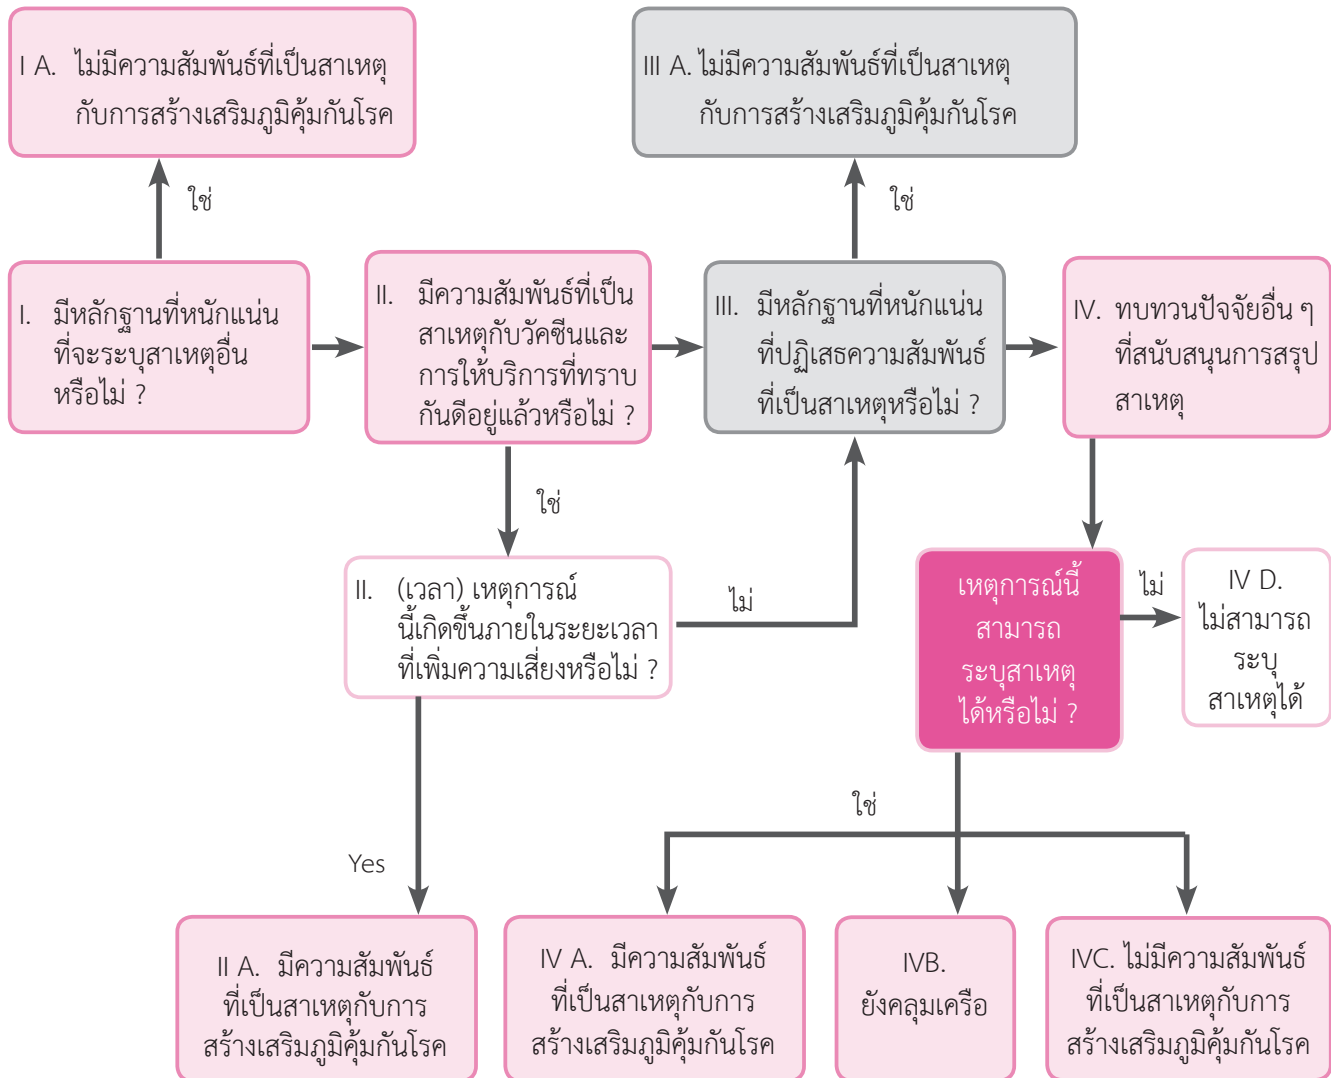 I A. ไม่มีความสัมพันธ์ที่เป็นสาเหตุ
กับการสร้างเสริมภูมิคุ้มกันโรค
III A. ไม่มีความสัมพันธ์ที่เป็นสาเหตุ
กับการสร้างเสริมภูมิคุ้มกันโรค
ใช่
ใช่
I. มีหลักฐานที่หนักแน่น
ที่จะระบุสาเหตุอื่น
หรือไม่ ?
II. มีความสัมพันธ์ที่เป็น
สาเหตุกับวัคซีนและ
การให้บริการที่ทราบ
กันดีอยู่แล้วหรือไม่ ?
III. มีหลักฐานที่หนักแน่น
ที่ปฏิเสธความสัมพันธ์
ที่เป็นสาเหตุหรือไม่ ?
IV. ทบทวนปัจจัยอื่น ๆ
ที่สนับสนุนการสรุป
สาเหตุ
ใช่
II. (เวลา) เหตุการณ์
นี้เกิดขึ้นภายในระยะเวลา
ที่เพิ่มความเสี่ยงหรือไม่ ?
ไม่
เหตุการณ์นี้
สามารถ
ระบุสาเหตุ
ได้หรือไม่ ?
ไม่
IV D.
ไม่สามารถ
ระบุ
สาเหตุได้
ใช่
Yes
II A. มีความสัมพันธ์
ที่เป็นสาเหตุกับการ
สร้างเสริมภูมิคุ้มกันโรค
IV A. มีความสัมพันธ์
ที่เป็นสาเหตุกับการ
สร้างเสริมภูมิคุ้มกันโรค
IVB.
ยังคลุมเครือ
IVC. ไม่มีความสัมพันธ์
ที่เป็นสาเหตุกับการ
สร้างเสริมภูมิคุ้มกันโรค